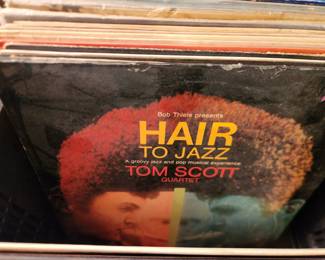 Bob Thiele presents
HAIR
TO JAZZ
A groovy jazz and pop musical experience
TOM SCOTT
QUARTET